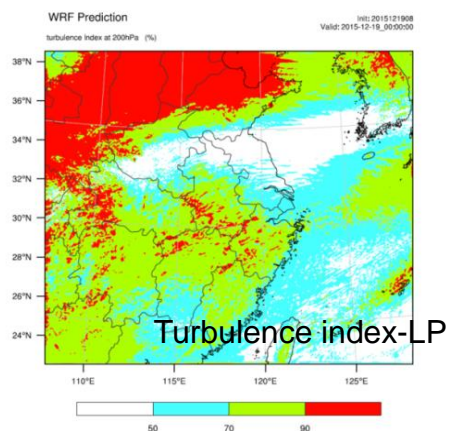 WRF Prediction
Init: 2015121908
Valid: 2015-12-19_00:00:00
turbulence index at 200hPa (%)
38°N
36°N
34°N
32°N
30°N
28°N
26°N
24°N
Turbulence index-LP
110°E 115°E 120°E 125°E
50 70 90